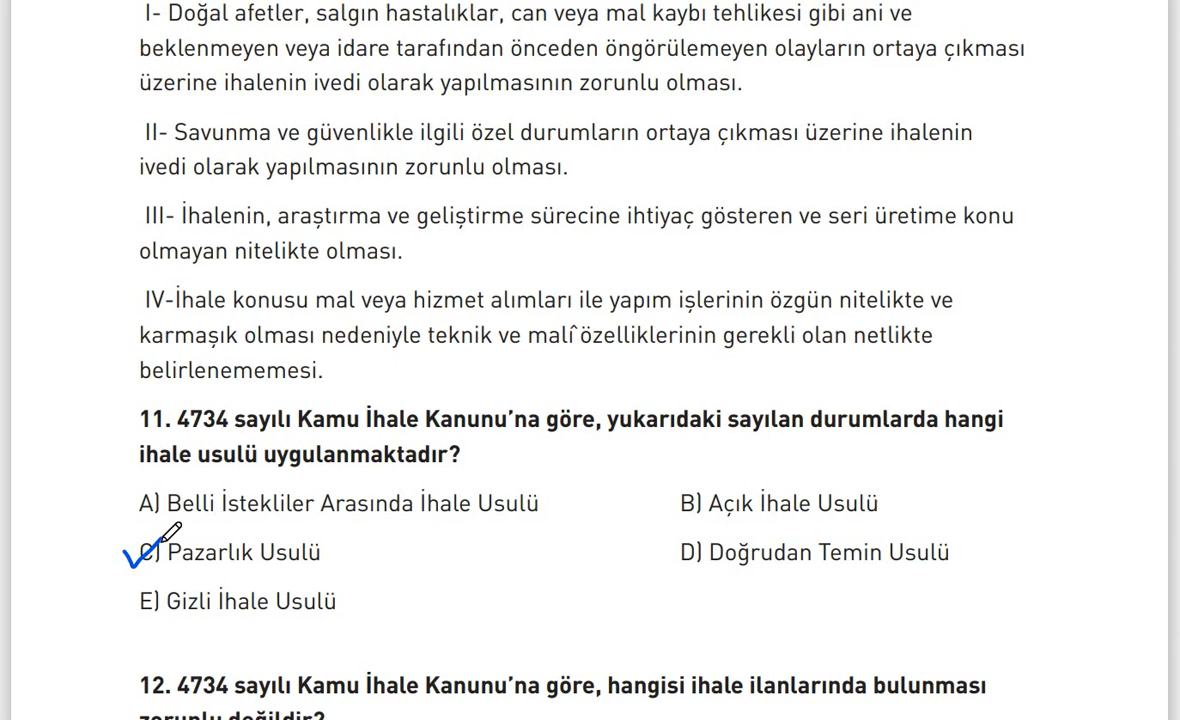 I- Doğal afetler, salgın hastalıklar, can veya mal kaybı tehlikesi gibi ani ve
beklenmeyen veya idare tarafından önceden öngörülemeyen olayların ortaya çıkması
üzerine ihalenin ivedi olarak yapılmasının zorunlu olması.
II- Savunma ve güvenlikle ilgili özel durumların ortaya çıkması üzerine ihalenin
ivedi olarak yapılmasının zorunlu olması.
III- İhalenin, araştırma ve geliştirme sürecine ihtiyaç gösteren ve seri üretime konu
olmayan nitelikte olması.
IV-İhale konusu mal veya hizmet alımları ile yapım işlerinin özgün nitelikte ve
karmaşık olması nedeniyle teknik ve malî özelliklerinin gerekli olan netlikte
belirlenememesi.
11. 4734 sayılı Kamu İhale Kanunu’na göre, yukarıdaki sayılan durumlarda hangi
ihale usulü uygulanmaktadır?
A) Belli İstekliler Arasında İhale Usulü B) Açık İhale Usulü
C) Pazarlık Usulü D) Doğrudan Temin Usulü
E) Gizli İhale Usulü
12. 4734 sayılı Kamu İhale Kanunu’na göre, hangisi ihale ilanlarında bulunması
zorunlu değildir?